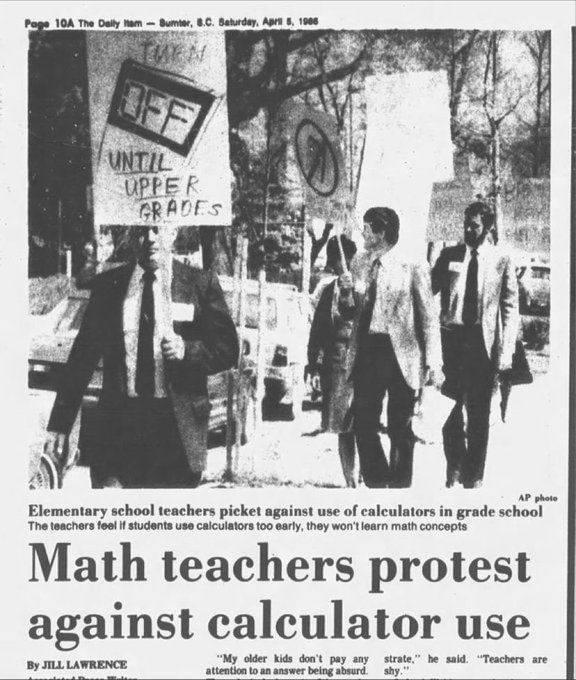 Page 10A The Daily Item — Sumter, S.C. Saturday, April 5, 1986
TURN
OFF
UNTIL
UPPER
GRADES
AP photo
Elementary school teachers picket against use of calculators in grade school
The teachers feel if students use calculators too early, they won't learn math concepts
Math teachers protest
against calculator use
By JILL LAWRENCE
Associated Press Writer
"My older kids don't pay any
attention to an answer being absurd.
strate," he said. "Teachers are
shy."